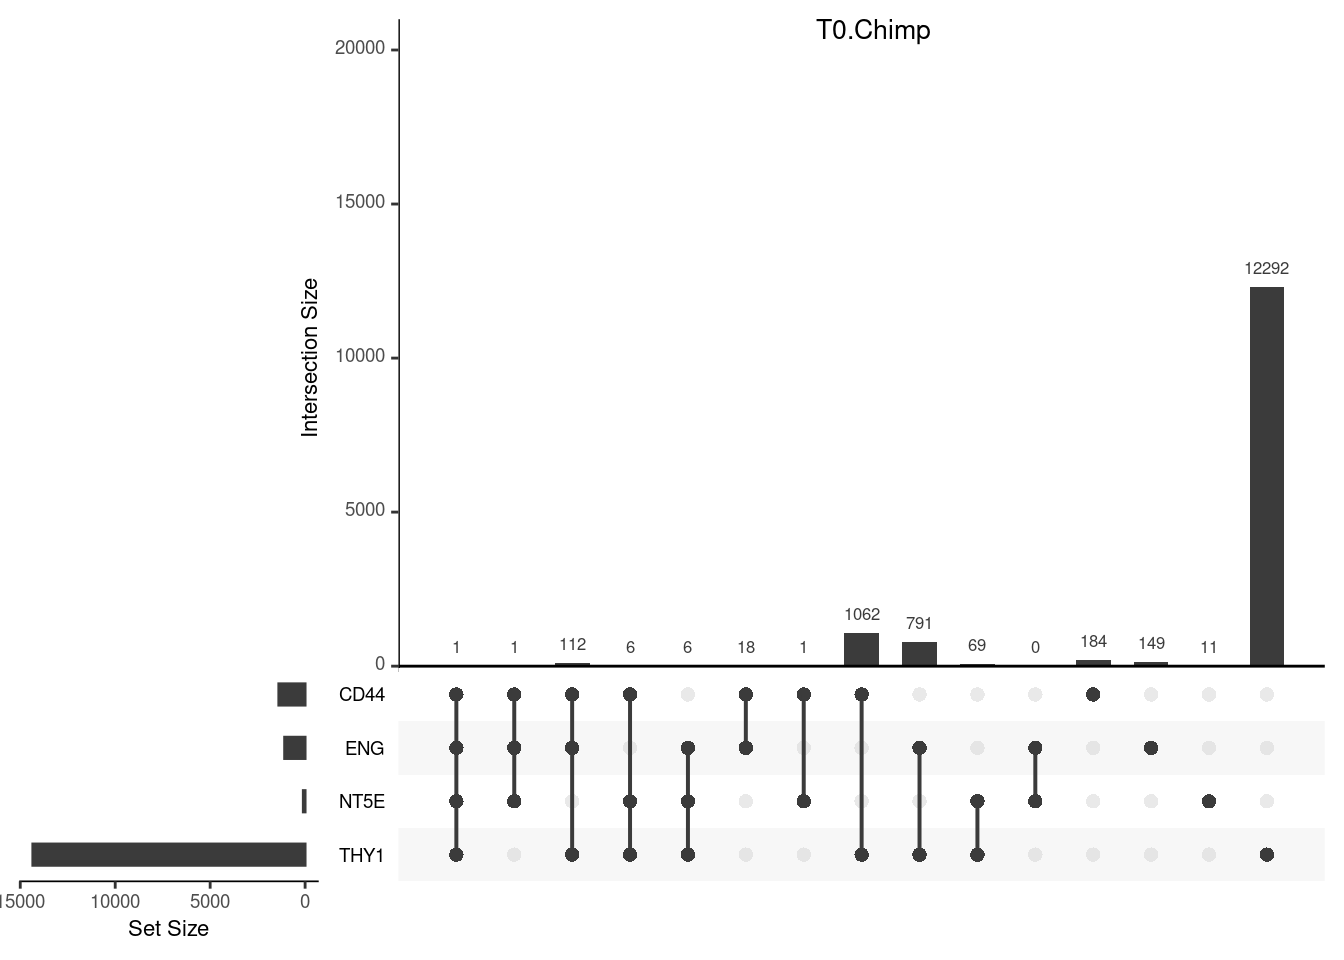 T0.Chimp
20000
15000
10000
5000
0
Intersection Size
1 1 112 6 6 18 1 1062 791 69 0 184 149 11 12292
CD44
ENG
NT5E
THY1
15000 10000 5000 0
Set Size